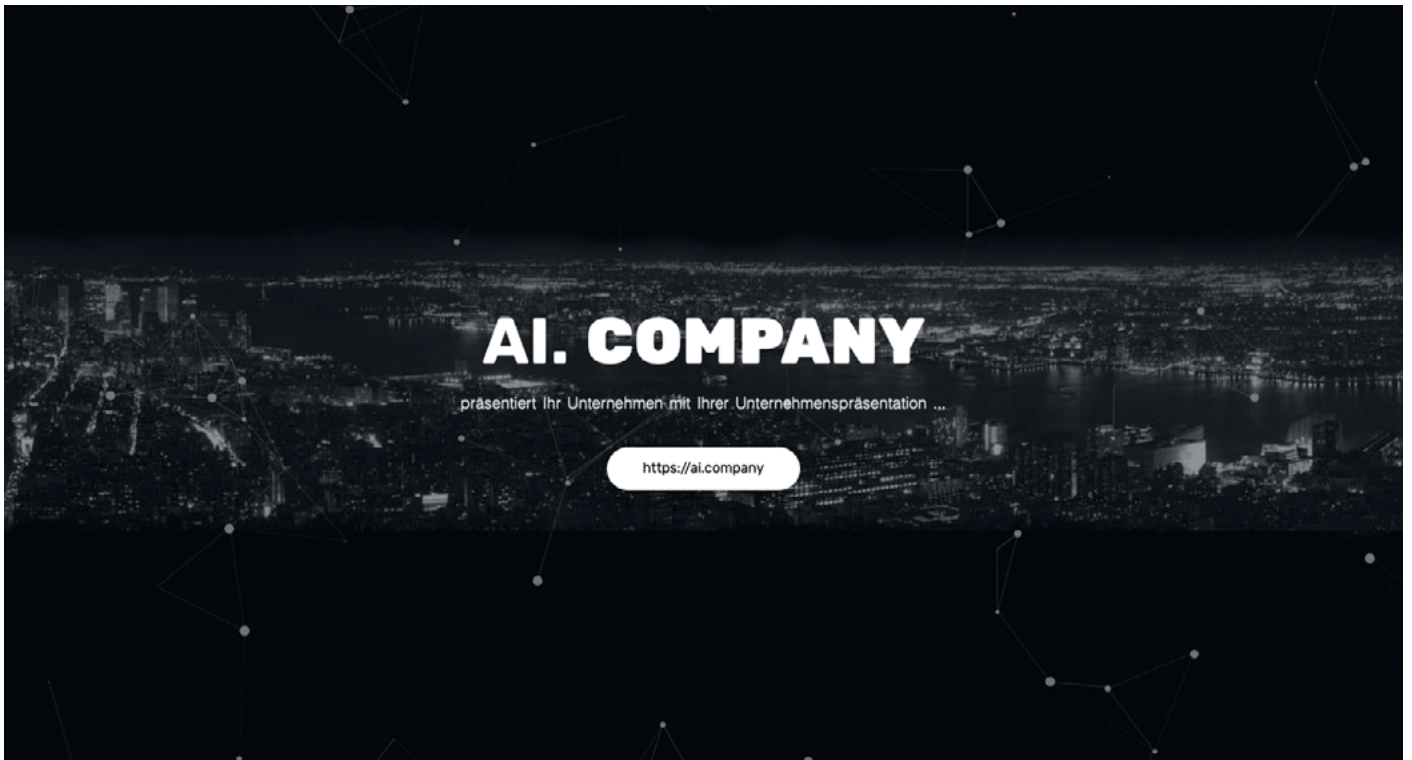 AI. COMPANY
präsentiert Ihr Unternehmen mit Ihrer Unternehmenspräsentation ...
https://ai.company